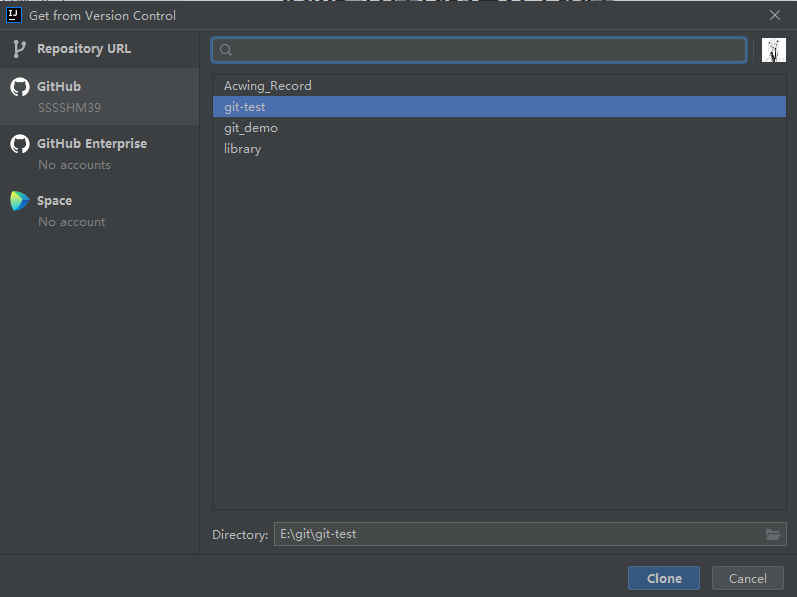 Get from Version Control
Repository URL
GitHub
SSSSHM39
GitHub Enterprise
No accounts
Space
No account
Acwing_Record
git-test
git_demo
library
Directory: E:\git\git-test
Clone Cancel